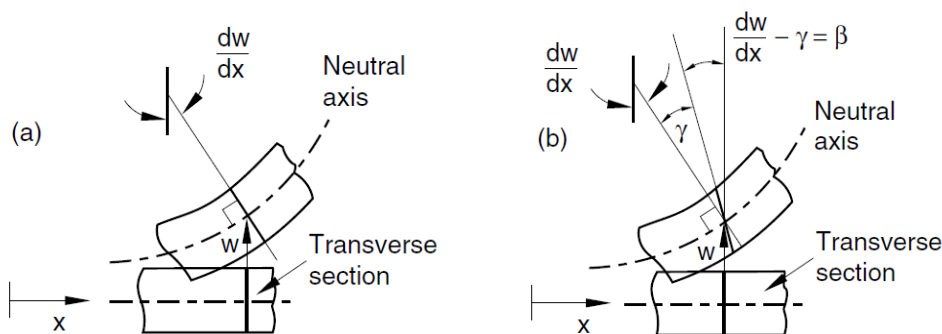 (a)
dw
dx
Neutral
axis
w
Transverse
section
x
(b)
dw
dx
dw
dx - γ = β
γ
Neutral
axis
w
Transverse
section
x